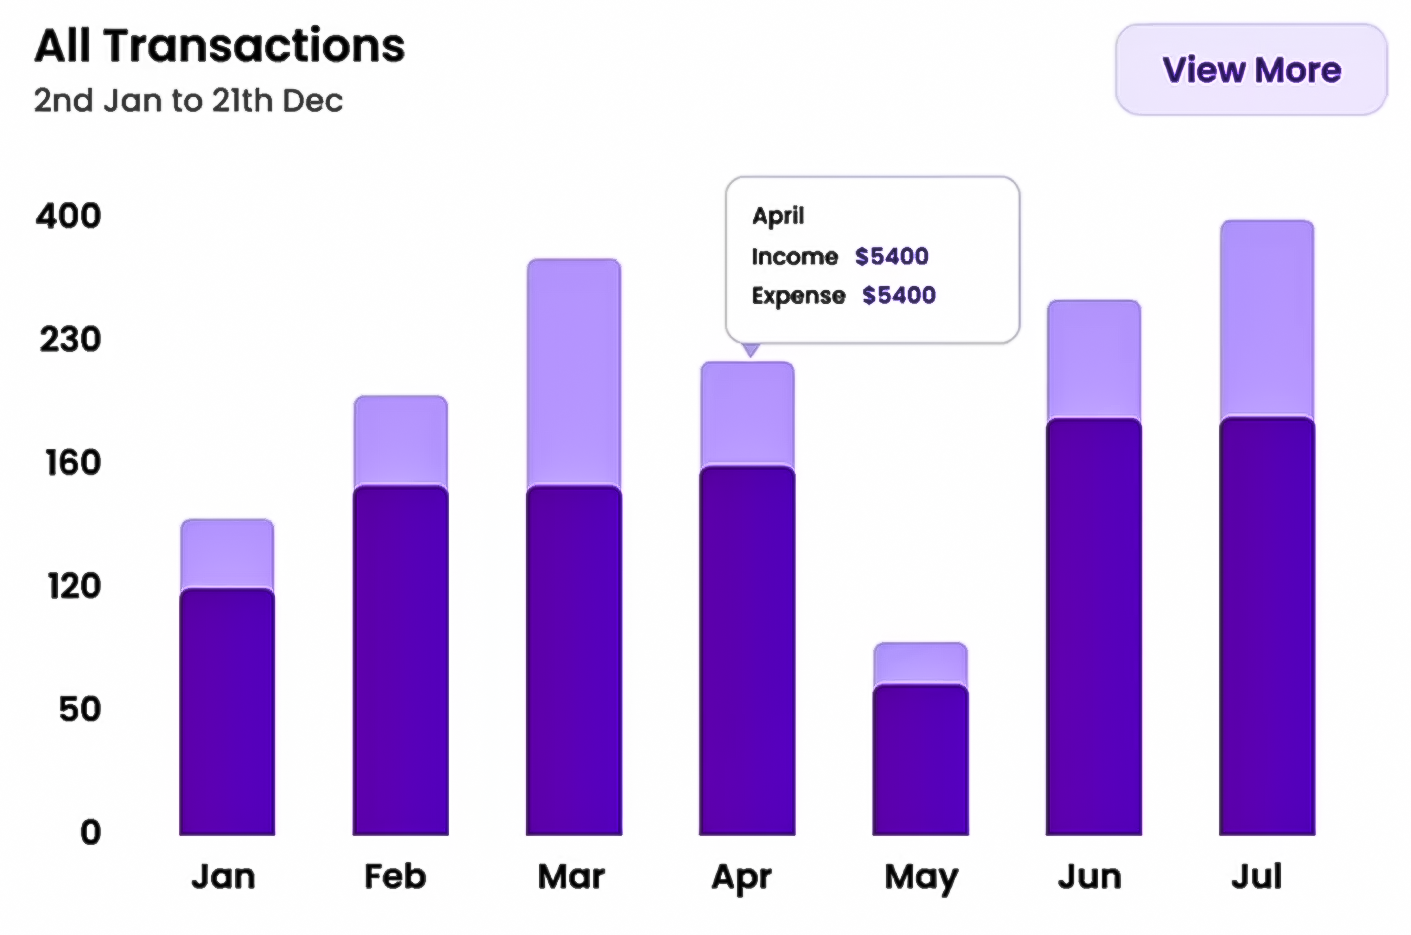 All Transactions
2nd Jan to 21th Dec
View More
400
230
160
120
50
0
April
Income $5400
Expense $5400
Jan Feb Mar Apr May Jun Jul